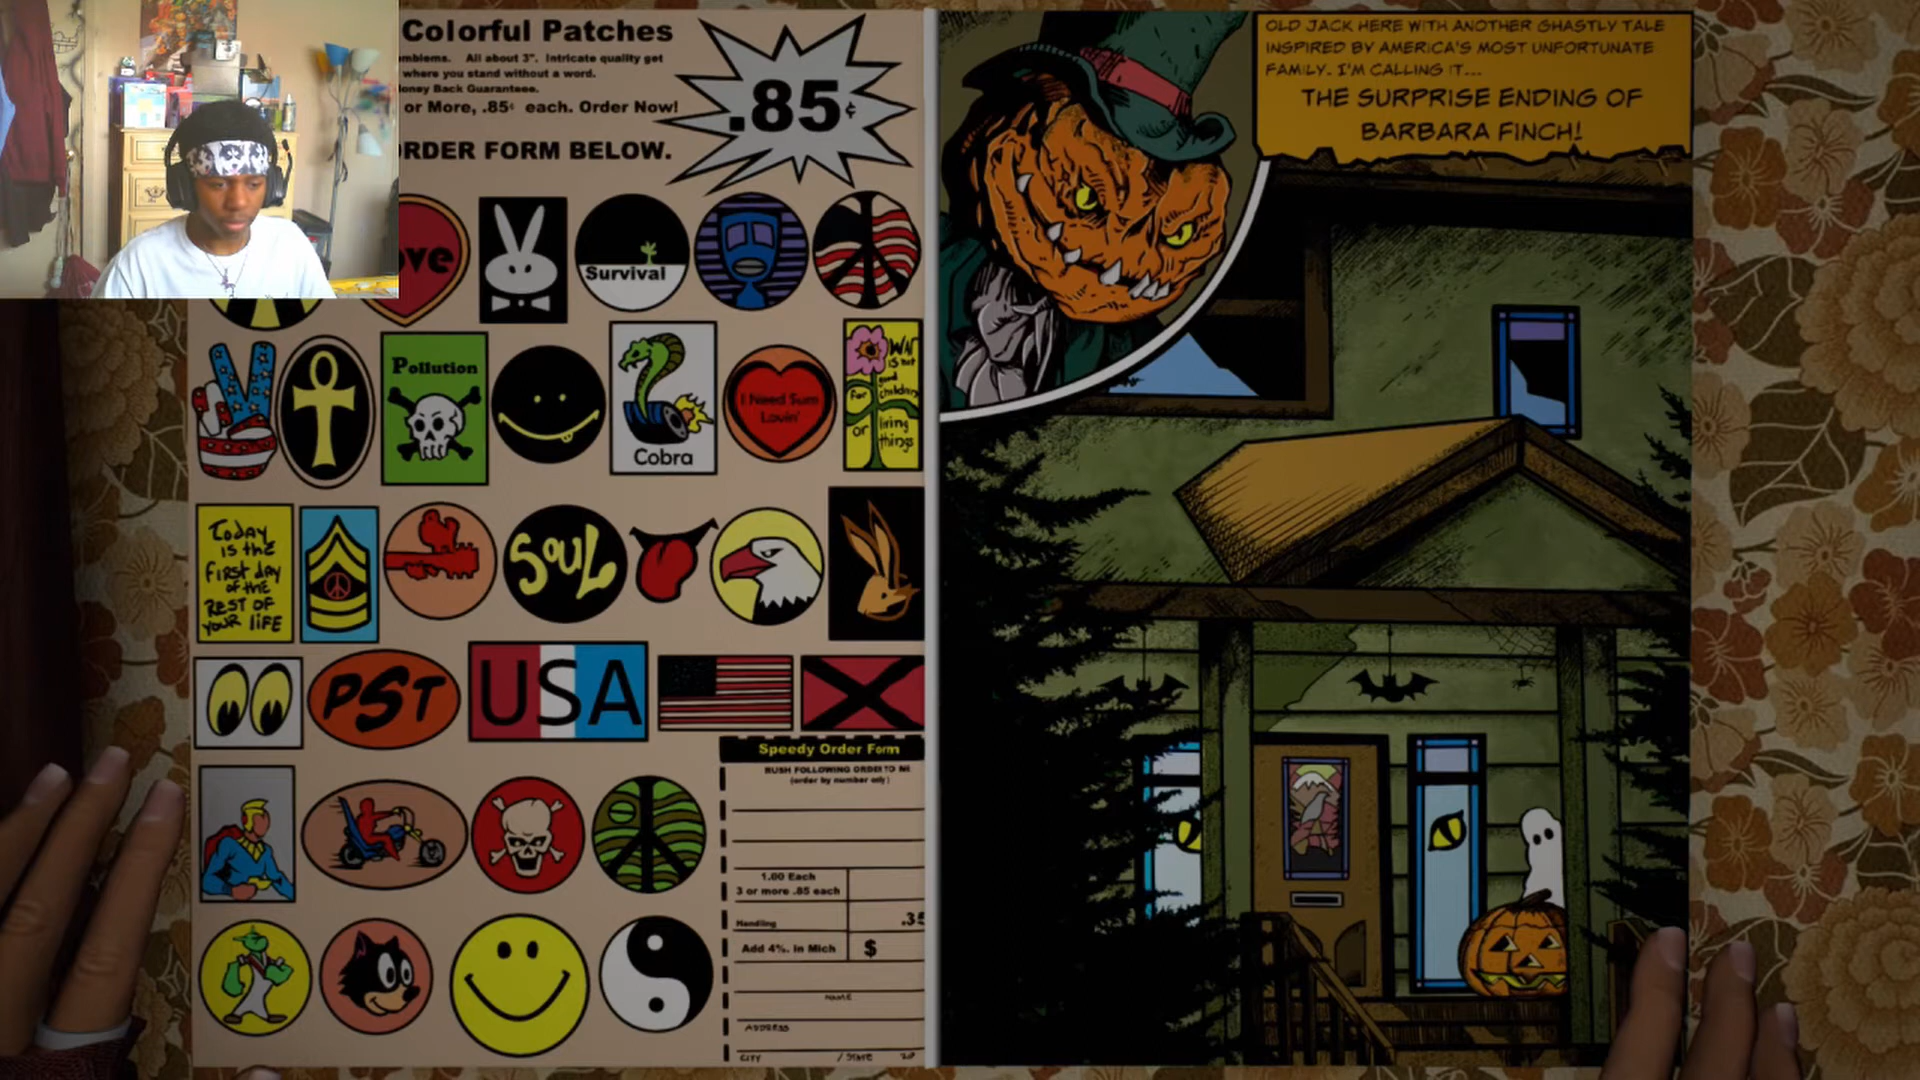 Colorful Patches
All about 3". Intricate quality get
where you stand without a word.
Money Back Guarantee.
or More, .85¢ each. Order Now!
ORDER FORM BELOW.
.85¢
Survival
Pollution
Cobra
I Need Sum
Lovin'
WAR
is not
good
for children
or living
things
Today
is the
first day
of the
REST OF
YOUR LIFE
SOUL
PST
USA
Speedy Order Form
RUSH FOLLOWING ORDER TO ME
(order by number only)
1.00 Each
3 or more .85 each
Handling
.35
Add 4%. in Mich
$
NAME
ADDRESS
CITY / STATE
OLD JACK HERE WITH ANOTHER GHASTLY TALE
INSPIRED BY AMERICA'S MOST UNFORTUNATE
FAMILY. I'M CALLING IT...
THE SURPRISE ENDING OF
BARBARA FINCH!